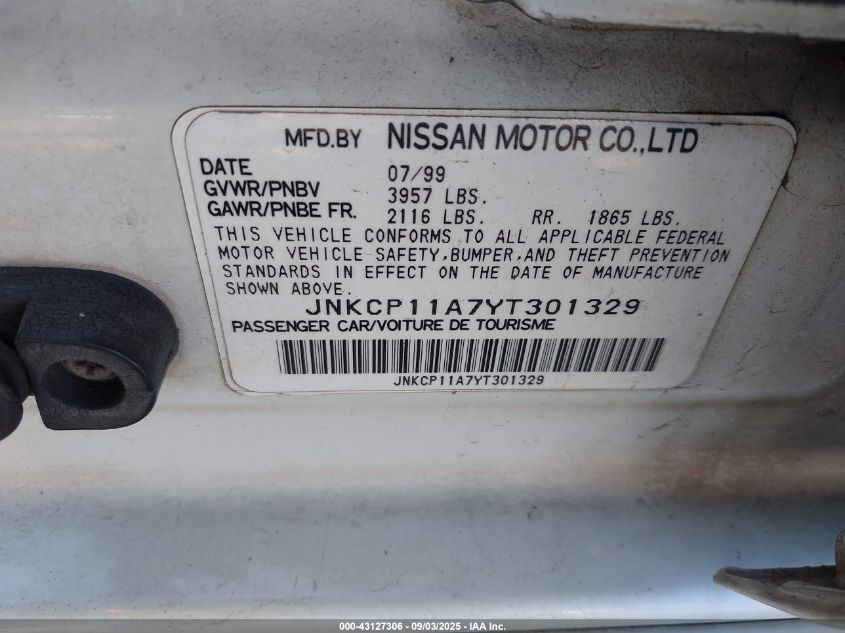 MFD.BY NISSAN MOTOR CO.,LTD
DATE 07/99
GVWR/PNBV 3957 LBS.
GAWR/PNBE FR. 2116 LBS. RR. 1865 LBS.
THIS VEHICLE CONFORMS TO ALL APPLICABLE FEDERAL
MOTOR VEHICLE SAFETY,BUMPER,AND THEFT PREVENTION
STANDARDS IN EFFECT ON THE DATE OF MANUFACTURE
SHOWN ABOVE.
JNKCP11A7YT301329
PASSENGER CAR/VOITURE DE TOURISME
JNKCP11A7YT301329
000-43127306 - 09/03/2025 - IAA Inc.